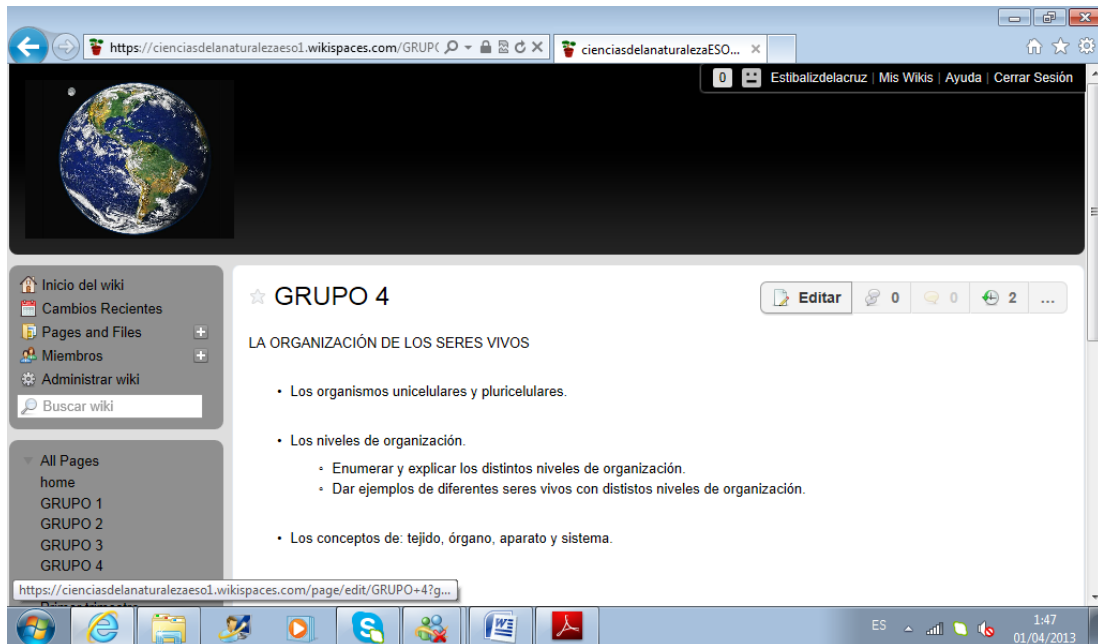 https://cienciasdelanaturalezaeso1.wikispaces.com/GRUP(
cienciasdelanaturalezaESO...
0 Estibalizdelacruz | Mis Wikis | Ayuda | Cerrar Sesión
Inicio del wiki
Cambios Recientes
Pages and Files
Miembros
Administrar wiki
Buscar wiki
All Pages
home
GRUPO 1
GRUPO 2
GRUPO 3
GRUPO 4
GRUPO 4
Editar 0 0 2 ...
LA ORGANIZACIÓN DE LOS SERES VIVOS
• Los organismos unicelulares y pluricelulares.
• Los niveles de organización.
◦ Enumerar y explicar los distintos niveles de organización.
◦ Dar ejemplos de diferentes seres vivos con dististos niveles de organización.
• Los conceptos de: tejido, órgano, aparato y sistema.
https://cienciasdelanaturalezaeso1.wikispaces.com/page/edit/GRUPO+4?g...
Primer trimestre
ES
1:47
01/04/2013